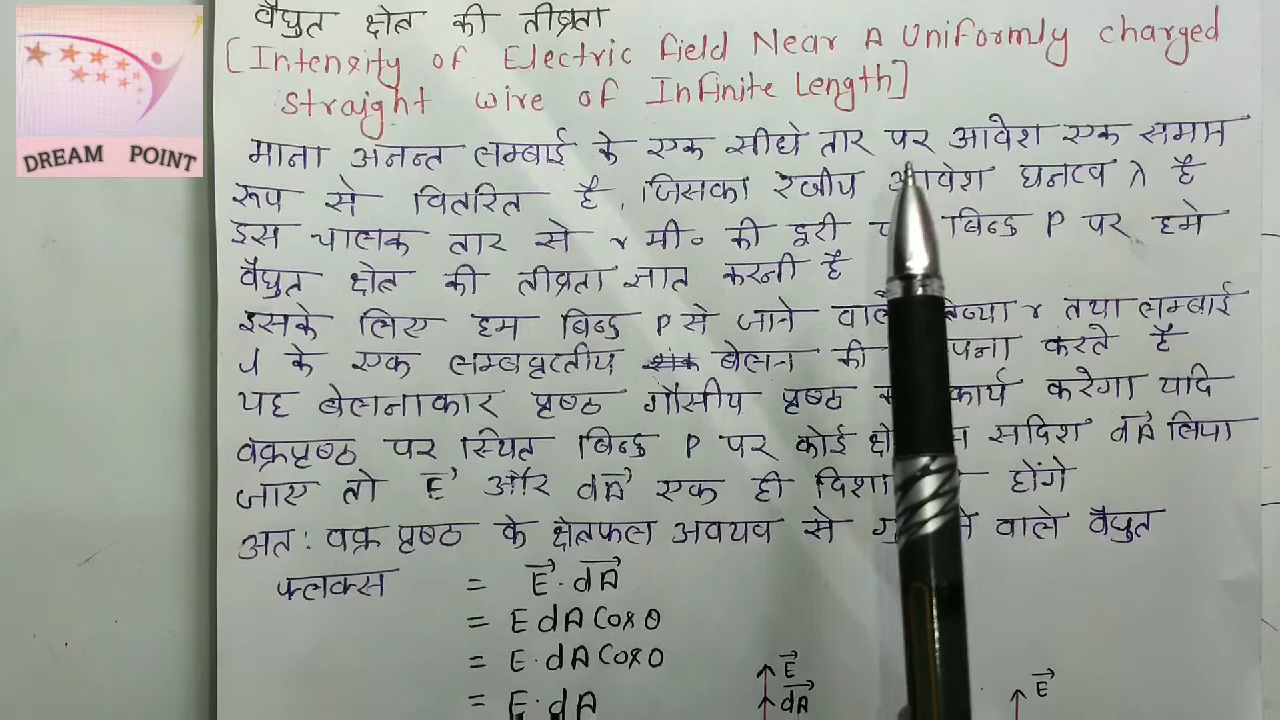 DREAM POINT
वैद्युत क्षेत्र की तीव्रता
[Intensity of Electric field Near A Uniformly charged
straight wire of Infinite Length]
माना अनन्त लम्बाई के एक सीधे तार पर आवेश एक समान
रूप से वितरित है, जिसका रेखीय आवेश घनत्व λ है
इस चालक तार से r मी० की दूरी बिन्दु P पर हमे
वैद्युत क्षेत्र की तीव्रता ज्ञात करनी है
इसके लिए हम बिन्दु P से जाने वाले r तथा लम्बाई
l के एक लम्बवृत्तीय बेलन की करते है
यह बेलनाकार पृष्ठ गौसीय पृष्ठ कार्य करेगा यदि
वक्रपृष्ठ पर स्थित बिन्दु P पर कोई सदिश dA→ लिया
जाए तो E→ और dA→ एक ही दिशा होंगे
अत: वक्र पृष्ठ के क्षेत्रफल अवयव से वाले वैद्युत
फ्लक्स = E→ · dA→
= E dA Cos θ
= E · dA Cos 0
= E · dA
E→
dA→
E→